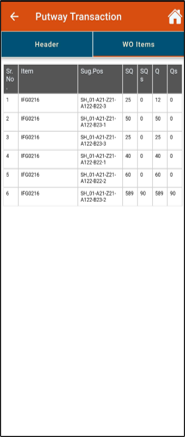 Putway Transaction
Header WO Items
Sr. No. Item Sug.Pos SQ SQs Q Qs
1 IFG0216 SH_01-A21-Z21-A122-B22-3 25 0 12 0
2 IFG0216 SH_01-A21-Z21-A122-B23-1 50 0 50 0
3 IFG0216 SH_01-A21-Z21-A122-B23-3 25 0 25 0
4 IFG0216 SH_01-A21-Z21-A122-B22-1 40 0 40 0
5 IFG0216 SH_01-A21-Z21-A122-B22-2 60 0 60 0
6 IFG0216 SH_01-A21-Z21-A122-B23-2 589 90 589 90